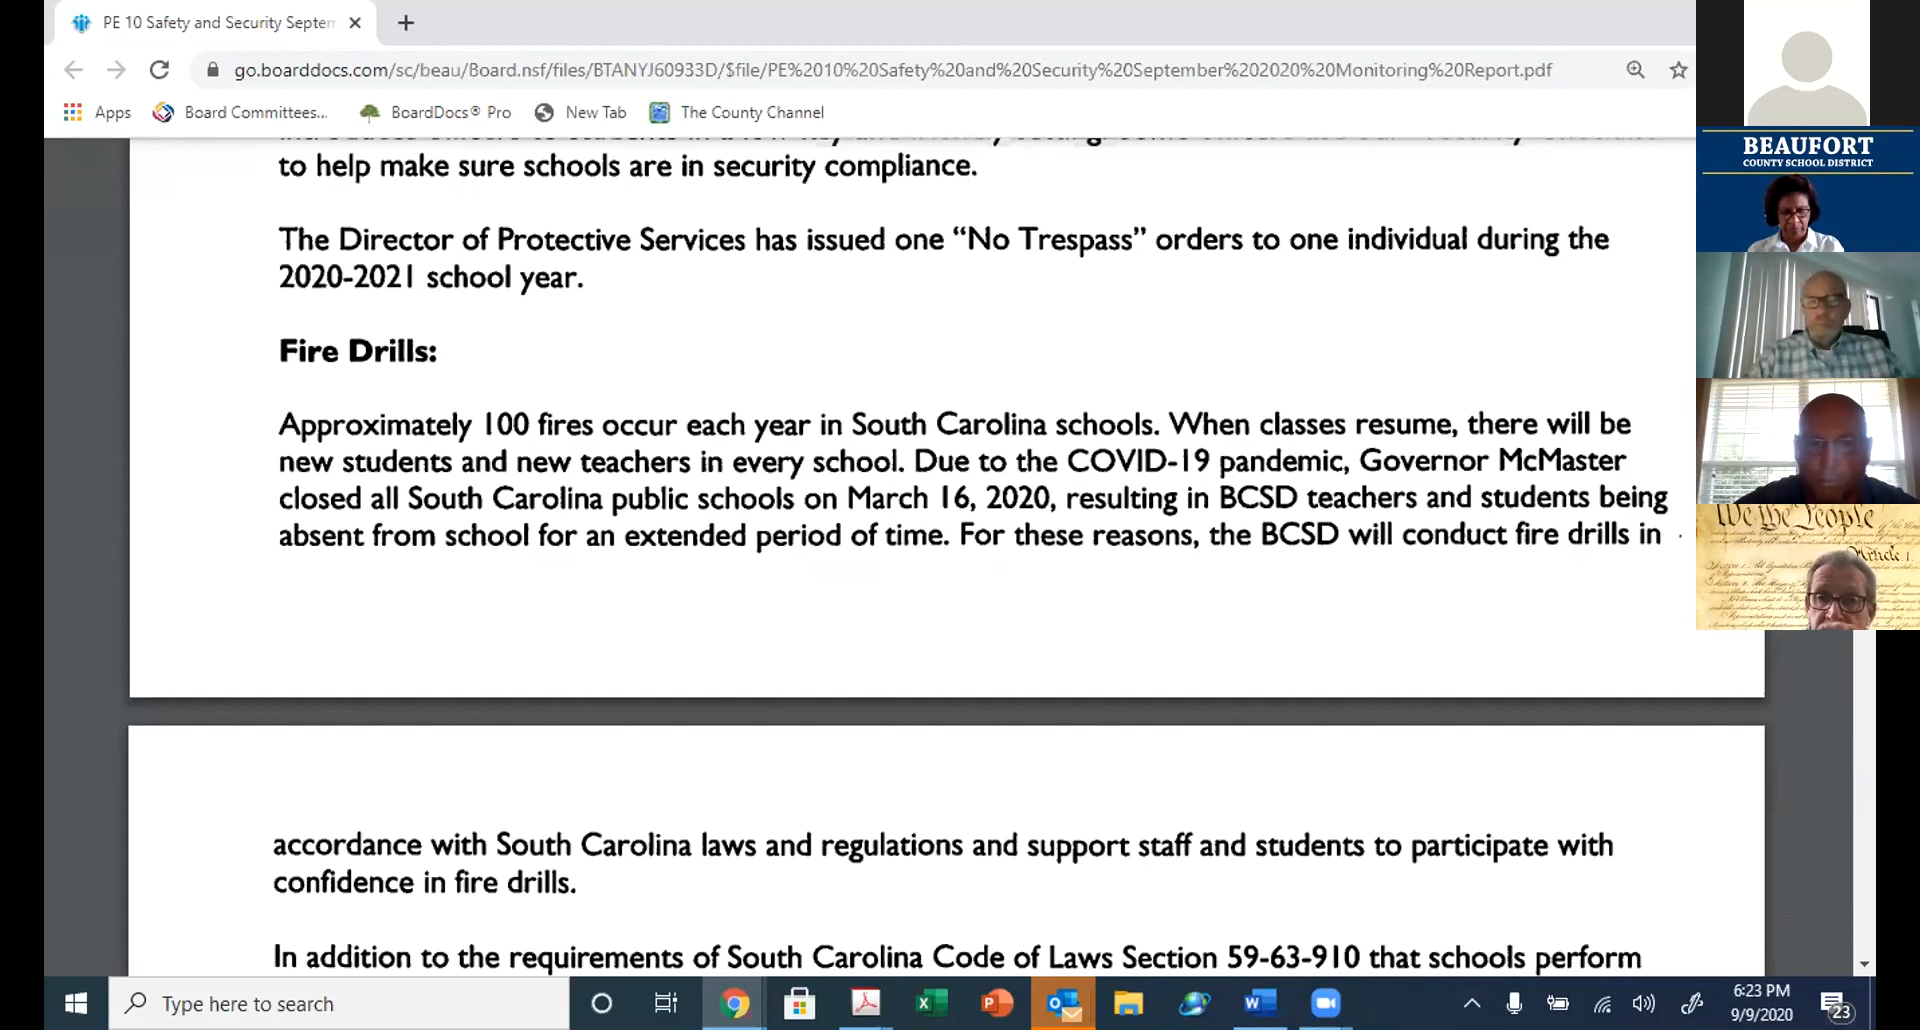 PE 10 Safety and Security Septem
go.boarddocs.com/sc/beau/Board.nsf/files/BTANYJ60933D/$file/PE%2010%20Safety%20and%20Security%20September%202020%20Monitoring%20Report.pdf
Apps Board Committees... BoardDocs® Pro New Tab The County Channel
to help make sure schools are in security compliance.
The Director of Protective Services has issued one “No Trespass” orders to one individual during the
2020-2021 school year.
Fire Drills:
Approximately 100 fires occur each year in South Carolina schools. When classes resume, there will be
new students and new teachers in every school. Due to the COVID-19 pandemic, Governor McMaster
closed all South Carolina public schools on March 16, 2020, resulting in BCSD teachers and students being
absent from school for an extended period of time. For these reasons, the BCSD will conduct fire drills in
accordance with South Carolina laws and regulations and support staff and students to participate with
confidence in fire drills.
In addition to the requirements of South Carolina Code of Laws Section 59-63-910 that schools perform
BEAUFORT
COUNTY SCHOOL DISTRICT
We the People
Article 1
Type here to search
6:23 PM
9/9/2020
23